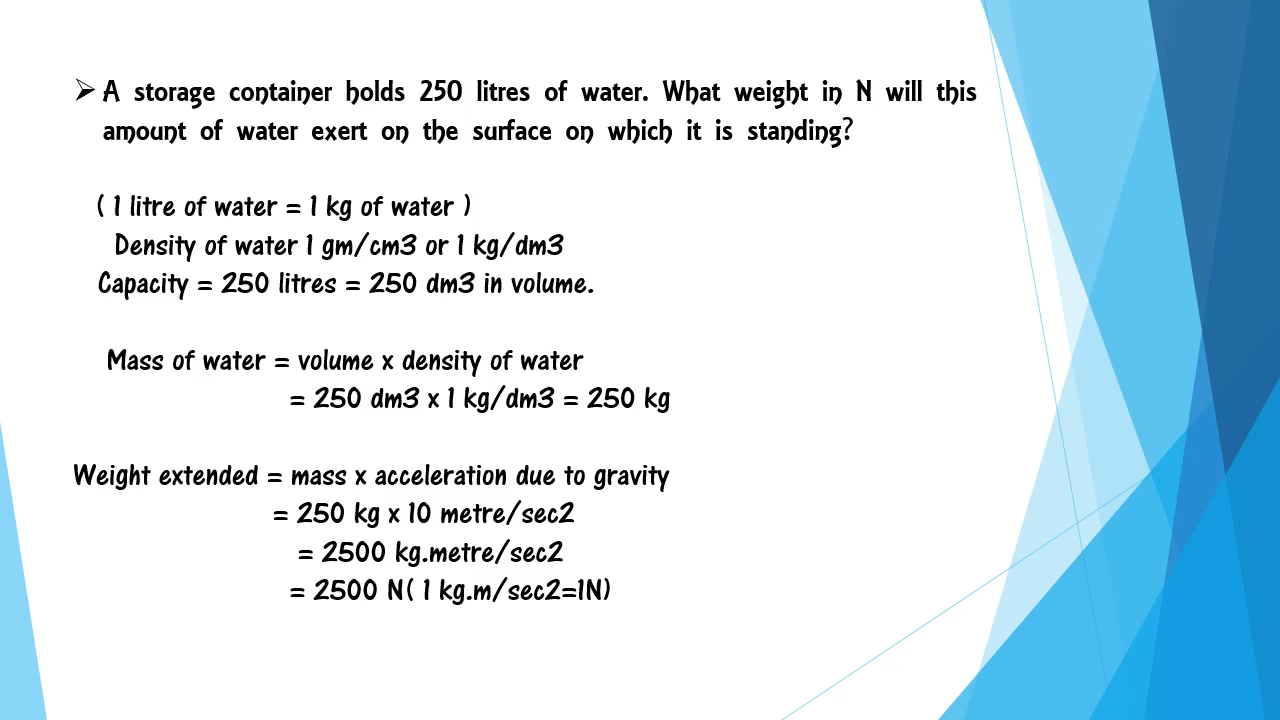 A storage container holds 250 litres of water. What weight in N will this
amount of water exert on the surface on which it is standing?
( 1 litre of water = 1 kg of water )
Density of water 1 gm/cm3 or 1 kg/dm3
Capacity = 250 litres = 250 dm3 in volume.
Mass of water = volume x density of water
= 250 dm3 x 1 kg/dm3 = 250 kg
Weight extended = mass x acceleration due to gravity
= 250 kg x 10 metre/sec2
= 2500 kg.metre/sec2
= 2500 N( 1 kg.m/sec2=1N)